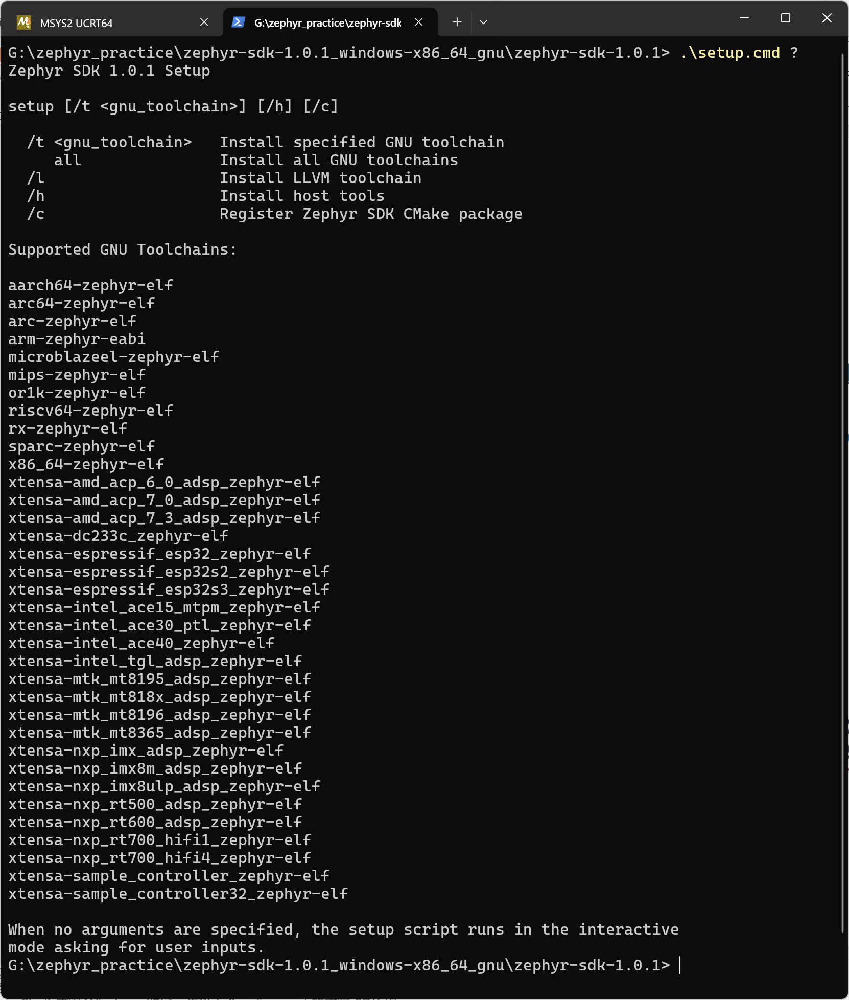 MSYS2 UCRT64
G:\zephyr_practice\zephyr-sdk
G:\zephyr_practice\zephyr-sdk-1.0.1_windows-x86_64_gnu\zephyr-sdk-1.0.1> .\setup.cmd ?
Zephyr SDK 1.0.1 Setup
setup [/t <gnu_toolchain>] [/h] [/c]
/t <gnu_toolchain>   Install specified GNU toolchain
all               Install all GNU toolchains
/l                   Install LLVM toolchain
/h                   Install host tools
/c                   Register Zephyr SDK CMake package
Supported GNU Toolchains:
aarch64-zephyr-elf
arc64-zephyr-elf
arc-zephyr-elf
arm-zephyr-eabi
microblazeel-zephyr-elf
mips-zephyr-elf
or1k-zephyr-elf
riscv64-zephyr-elf
rx-zephyr-elf
sparc-zephyr-elf
x86_64-zephyr-elf
xtensa-amd_acp_6_0_adsp_zephyr-elf
xtensa-amd_acp_7_0_adsp_zephyr-elf
xtensa-amd_acp_7_3_adsp_zephyr-elf
xtensa-dc233c_zephyr-elf
xtensa-espressif_esp32_zephyr-elf
xtensa-espressif_esp32s2_zephyr-elf
xtensa-espressif_esp32s3_zephyr-elf
xtensa-intel_ace15_mtpm_zephyr-elf
xtensa-intel_ace30_ptl_zephyr-elf
xtensa-intel_ace40_zephyr-elf
xtensa-intel_tgl_adsp_zephyr-elf
xtensa-mtk_mt8195_adsp_zephyr-elf
xtensa-mtk_mt818x_adsp_zephyr-elf
xtensa-mtk_mt8196_adsp_zephyr-elf
xtensa-mtk_mt8365_adsp_zephyr-elf
xtensa-nxp_imx_adsp_zephyr-elf
xtensa-nxp_imx8m_adsp_zephyr-elf
xtensa-nxp_imx8ulp_adsp_zephyr-elf
xtensa-nxp_rt500_adsp_zephyr-elf
xtensa-nxp_rt600_adsp_zephyr-elf
xtensa-nxp_rt700_hifi1_zephyr-elf
xtensa-nxp_rt700_hifi4_zephyr-elf
xtensa-sample_controller_zephyr-elf
xtensa-sample_controller32_zephyr-elf
When no arguments are specified, the setup script runs in the interactive
mode asking for user inputs.
G:\zephyr_practice\zephyr-sdk-1.0.1_windows-x86_64_gnu\zephyr-sdk-1.0.1>